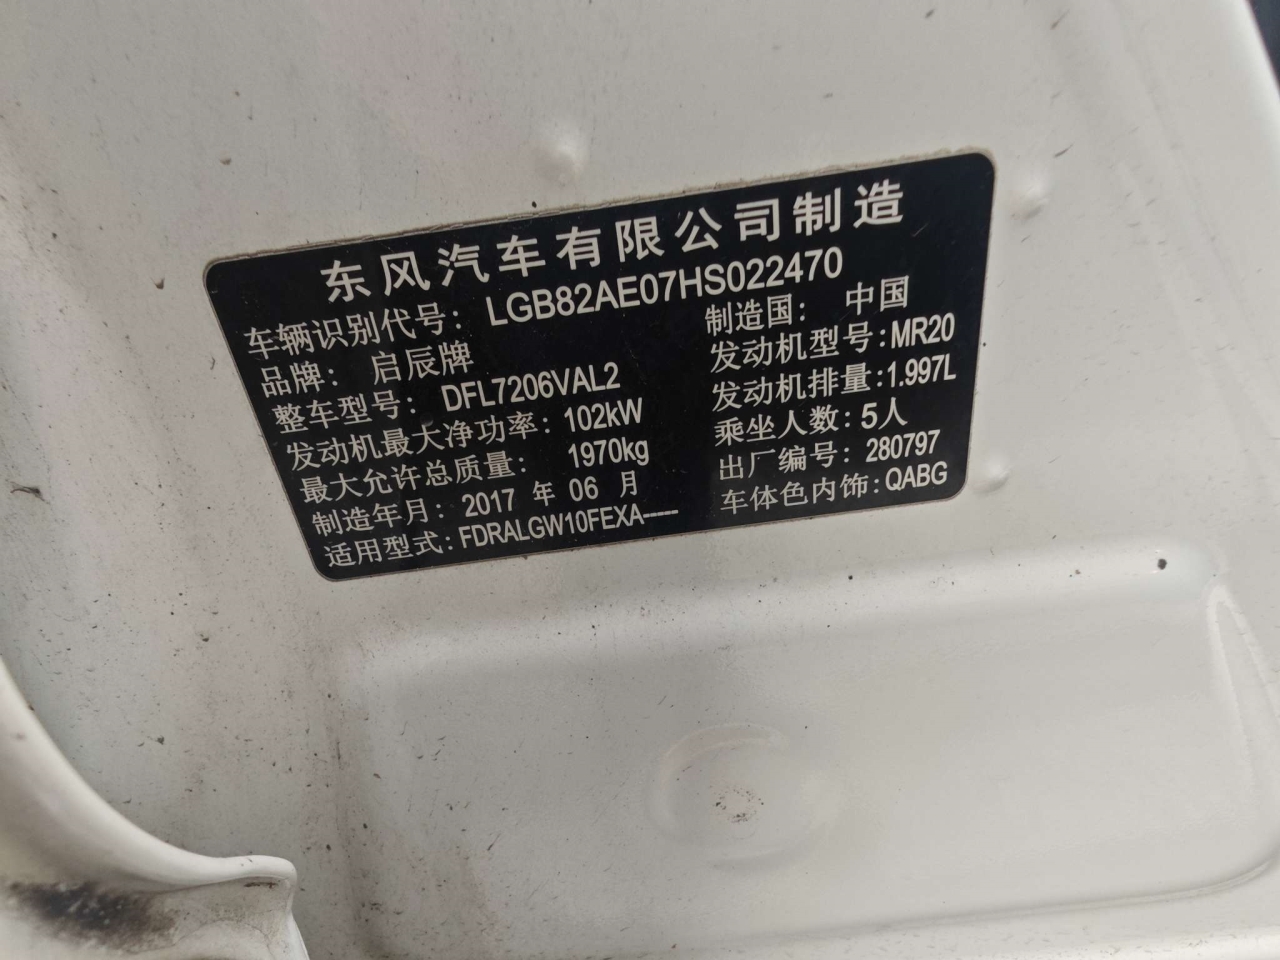 东风汽车有限公司制造
车辆识别代号: LGB82AE07HS022470
品牌: 启辰牌 制造国: 中国
整车型号: DFL7206VAL2 发动机型号:MR20
发动机最大净功率: 102kW 发动机排量:1.997L
最大允许总质量: 1970kg 乘坐人数: 5人
制造年月: 2017 年 06 月 出厂编号: 280797
适用型式: FDRALGW10FEXA----- 车体色内饰: QABG